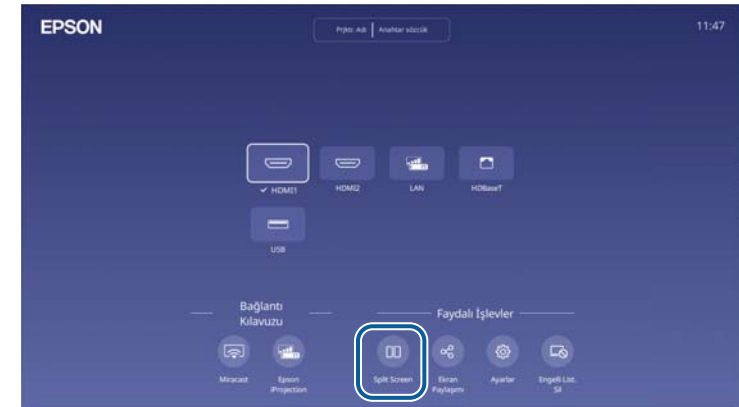 EPSON
Prjktr. Adı | Anahtar sözcük
11:47
HDMI1
HDMI2
LAN
HDBaseT
USB
Bağlantı
Kılavuzu
Faydalı İşlevler
Miracast
Epson
iProjection
Split Screen
Ekran
Paylaşımı
Ayarlar
Engelli List.
Sil